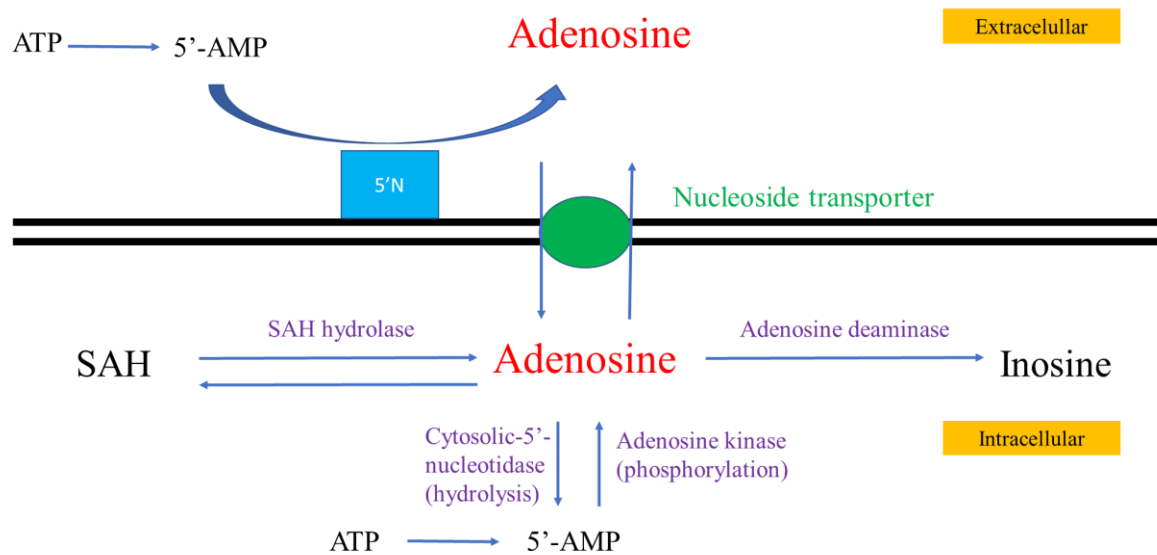 ATP
5’-AMP
Adenosine
Extracelullar
5’N
Nucleoside transporter
SAH hydrolase
Adenosine deaminase
SAH
Adenosine
Inosine
Cytosolic-5’-
nucleotidase
(hydrolysis)
Adenosine kinase
(phosphorylation)
Intracellular
ATP
5’-AMP